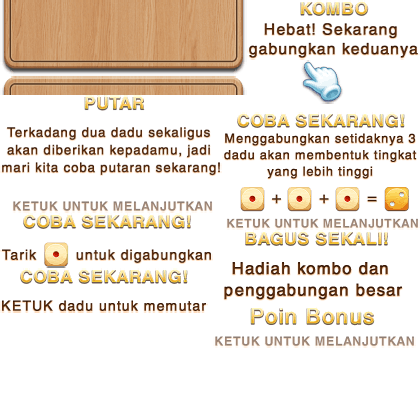 KOMBO
Hebat! Sekarang
gabungkan keduanya
PUTAR
Terkadang dua dadu sekaligus
akan diberikan kepadamu, jadi
mari kita coba putaran sekarang!
KETUK UNTUK MELANJUTKAN
COBA SEKARANG!
Menggabungkan setidaknya 3
dadu akan membentuk tingkat
yang lebih tinggi
+ + =
KETUK UNTUK MELANJUTKAN
COBA SEKARANG!
Tarik untuk digabungkan
COBA SEKARANG!
KETUK dadu untuk memutar
BAGUS SEKALI!
Hadiah kombo dan
penggabungan besar
Poin Bonus
KETUK UNTUK MELANJUTKAN